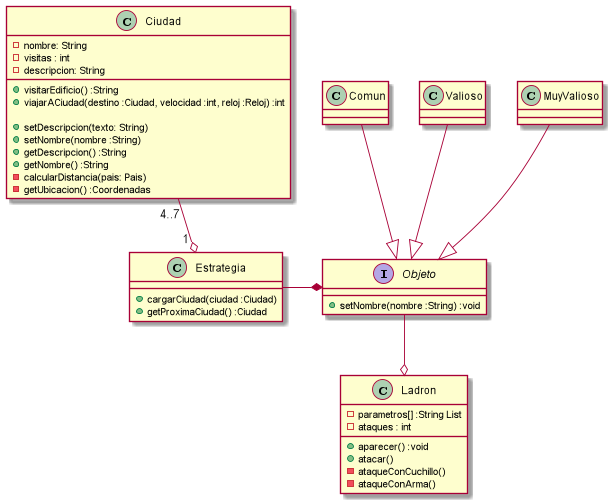 C Ciudad
nombre: String
visitas : int
descripcion: String
visitarEdificio() :String
viajarACiudad(destino :Ciudad, velocidad :int, reloj :Reloj) :int
setDescripcion(texto: String)
setNombre(nombre :String)
getDescripcion() :String
getNombre() :String
calcularDistancia(pais: Pais)
getUbicacion() :Coordenadas
C Comun
C Valioso
C MuyValioso
4..7
1
C Estrategia
cargarCiudad(ciudad :Ciudad)
getProximaCiudad() :Ciudad
I Objeto
setNombre(nombre :String) :void
C Ladron
parametros[] :String List
ataques : int
aparecer() :void
atacar()
ataqueConCuchillo()
ataqueConArma()